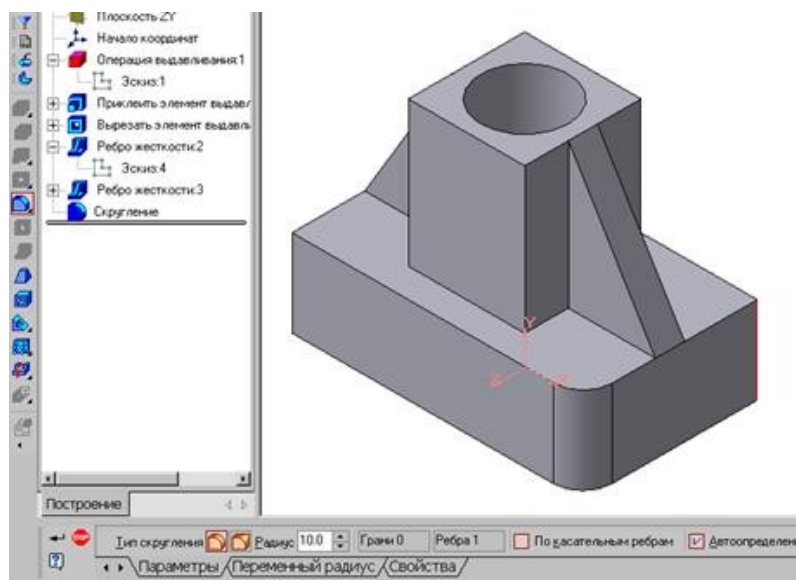 Плоскость ZY
Начало координат
Операция выдавливания:1
Эскиз:1
Приклеить элемент выдавл
Вырезать элемент выдавли
Ребро жесткости:2
Эскиз:4
Ребро жесткости:3
Скругление
Y
Построение
Тип скругления Радиус 10.0 Грани 0 Ребра 1 По касательным ребрам Автоопределен
Параметры Переменный радиус Свойства